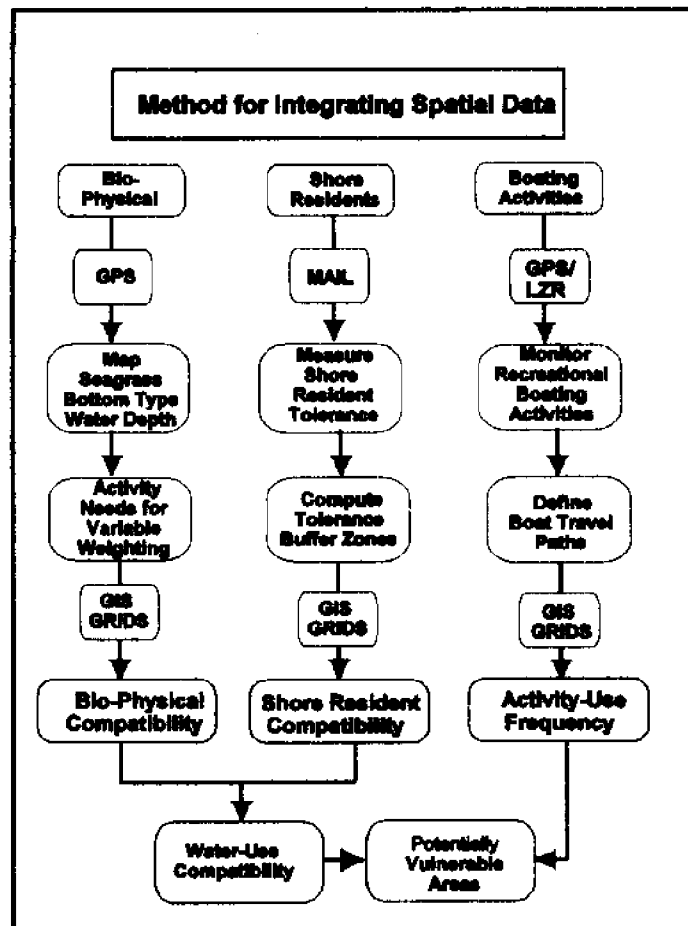 Method for Integrating Spatial Data
Bio-
Physical
GPS
Map
Seagrass
Bottom Type
Water Depth
Activity
Needs for
Variable
Weighting
GIS
GRIDS
Bio-Physical
Compatibility
Shore
Residents
MAIL
Measure
Shore
Resident
Tolerance
Compute
Tolerance
Buffer Zones
GIS
GRIDS
Shore Resident
Compatibility
Boating
Activities
GPS/
LZR
Monitor
Recreational
Boating
Activities
Define
Boat Travel
Paths
GIS
GRIDS
Activity-Use
Frequency
Water-Use
Compatibility
Potentially
Vulnerable
Areas